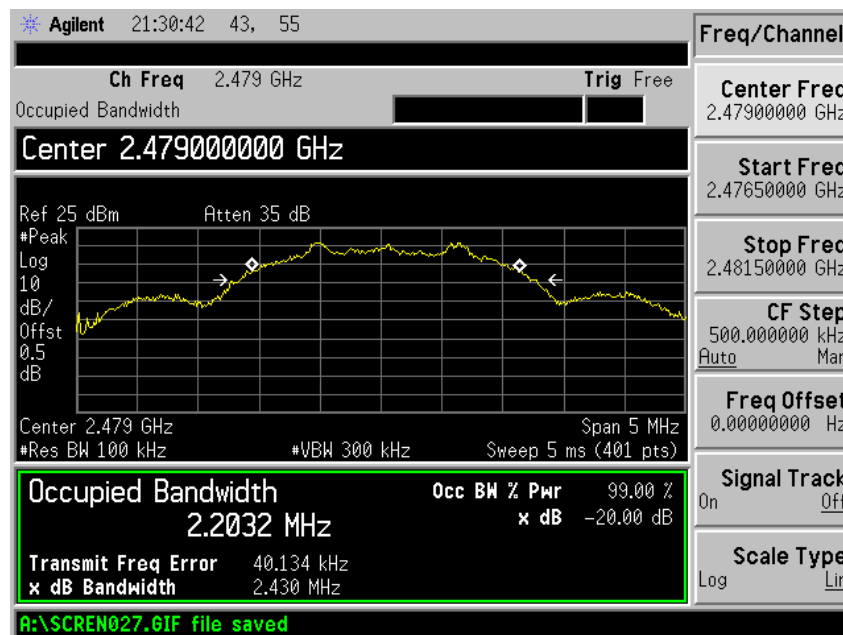 Agilent 21:30:42 43, 55
Freq/Channel
Ch Freq 2.479 GHz Trig Free
Occupied Bandwidth
Center 2.479000000 GHz
Ref 25 dBm Atten 35 dB
#Peak
Log
10
dB/
Offst
0.5
dB
Center 2.479 GHz Span 5 MHz
#Res BW 100 kHz #VBW 300 kHz Sweep 5 ms (401 pts)
Occupied Bandwidth Occ BW % Pwr 99.00 %
2.2032 MHz x dB -20.00 dB
Transmit Freq Error 40.134 kHz
x dB Bandwidth 2.430 MHz
A:\SCREN027.GIF file saved
Center Freq
2.47900000 GHz
Start Freq
2.47650000 GHz
Stop Freq
2.48150000 GHz
CF Step
500.000000 kHz
Auto Man
Freq Offset
0.00000000 Hz
Signal Track
On Off
Scale Type
Log Lin